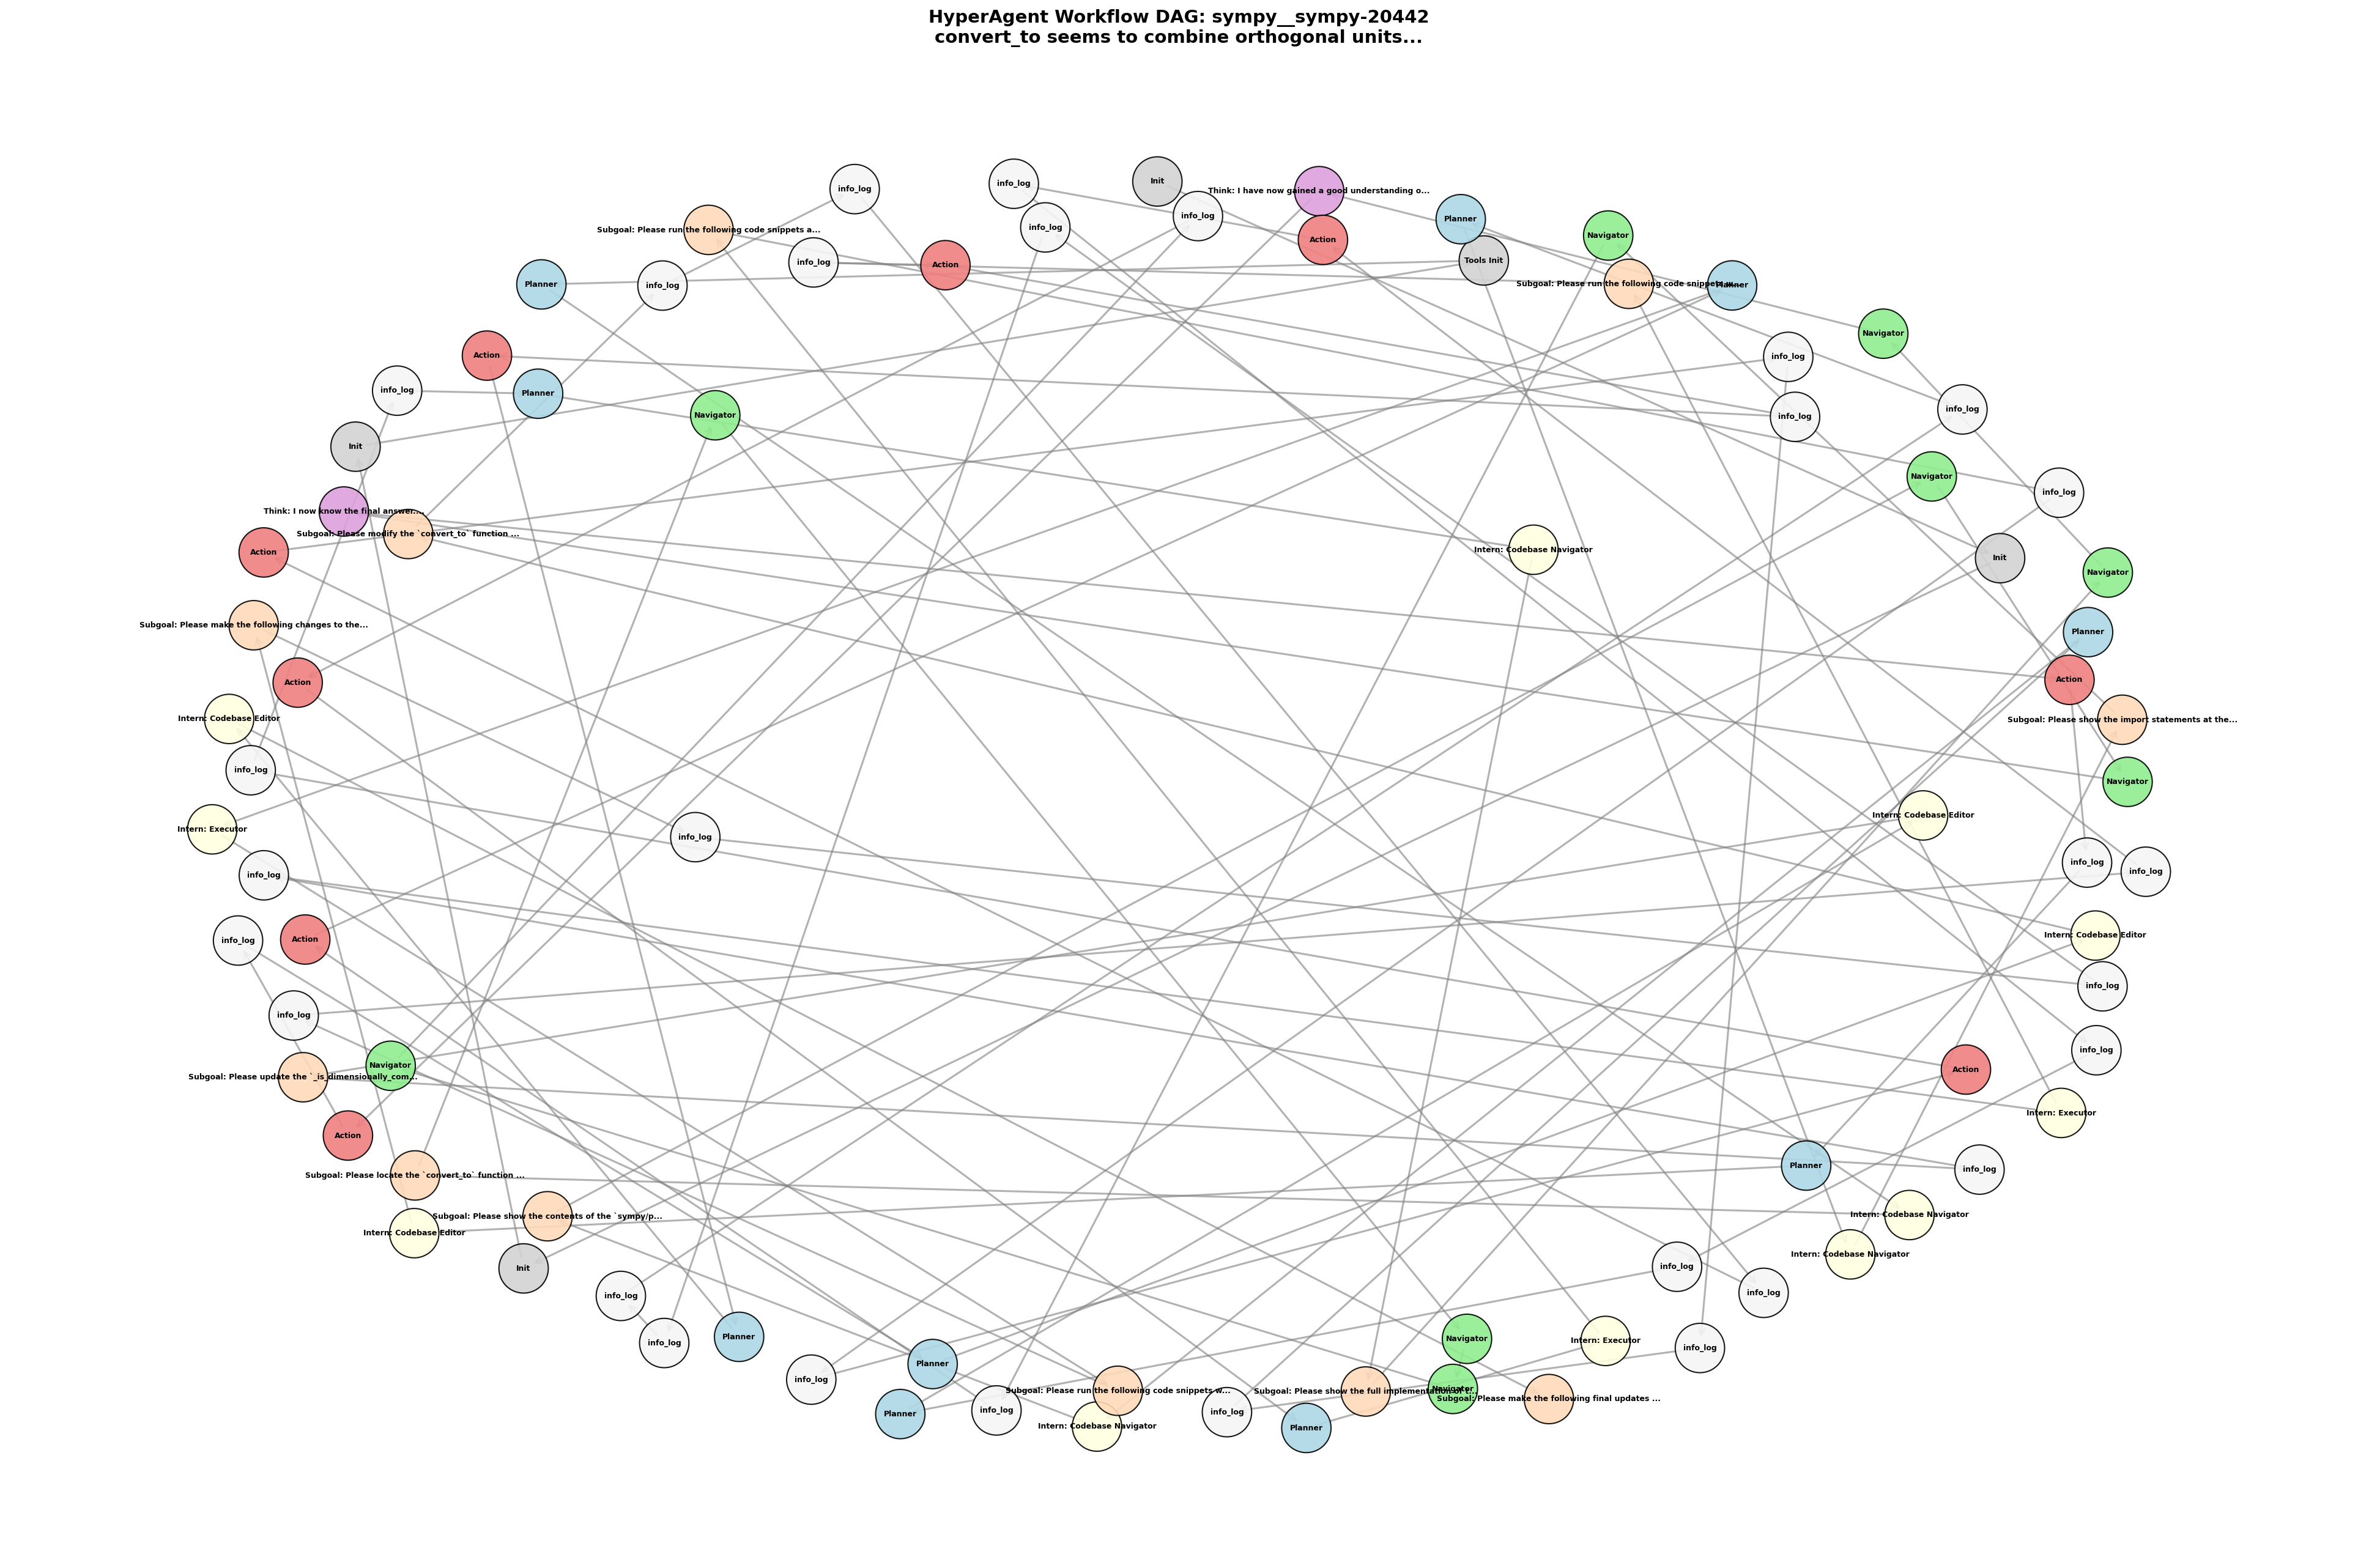 HyperAgent Workflow DAG: sympy__sympy-20442
convert_to seems to combine orthogonal units...
Init
info_log
info_log
Think: I have now gained a good understanding o...
info_log
info_log
Planner
info_log
Subgoal: Please run the following code snippets a...
Navigator
Action
Tools Init
info_log
Action
Planner
info_log
Subgoal: Please run the following code snippets
Planner
Navigator
Action
info_log
info_log
Planner
info_log
Navigator
info_log
Init
Navigator
info_log
Think: I now know the final answer....
Subgoal: Please modify the `convert_to` function ...
Action
Intern: Codebase Navigator
Init
Navigator
Subgoal: Please make the following changes to the...
Planner
Action
Action
Intern: Codebase Editor
Subgoal: Please show the import statements at the...
info_log
Navigator
Intern: Executor
info_log
Intern: Codebase Editor
info_log
info_log
info_log
info_log
Action
Intern: Codebase Editor
info_log
info_log
info_log
Navigator
Action
Subgoal: Please update the `_is_dimensionally_com...
Intern: Executor
Action
Planner
info_log
Subgoal: Please locate the `convert_to` function ...
Subgoal: Please show the contents of the `sympy/p...
Intern: Codebase Navigator
Intern: Codebase Editor
Intern: Codebase Navigator
Init
info_log
info_log
info_log
info_log
Planner
Navigator
Intern: Executor
info_log
Planner
info_log
Subgoal: Please run the following code snippets w...
Subgoal: Please show the full implementation of
Navigator
Subgoal: Please make the following final updates ...
Planner
info_log
info_log
Intern: Codebase Navigator
Planner